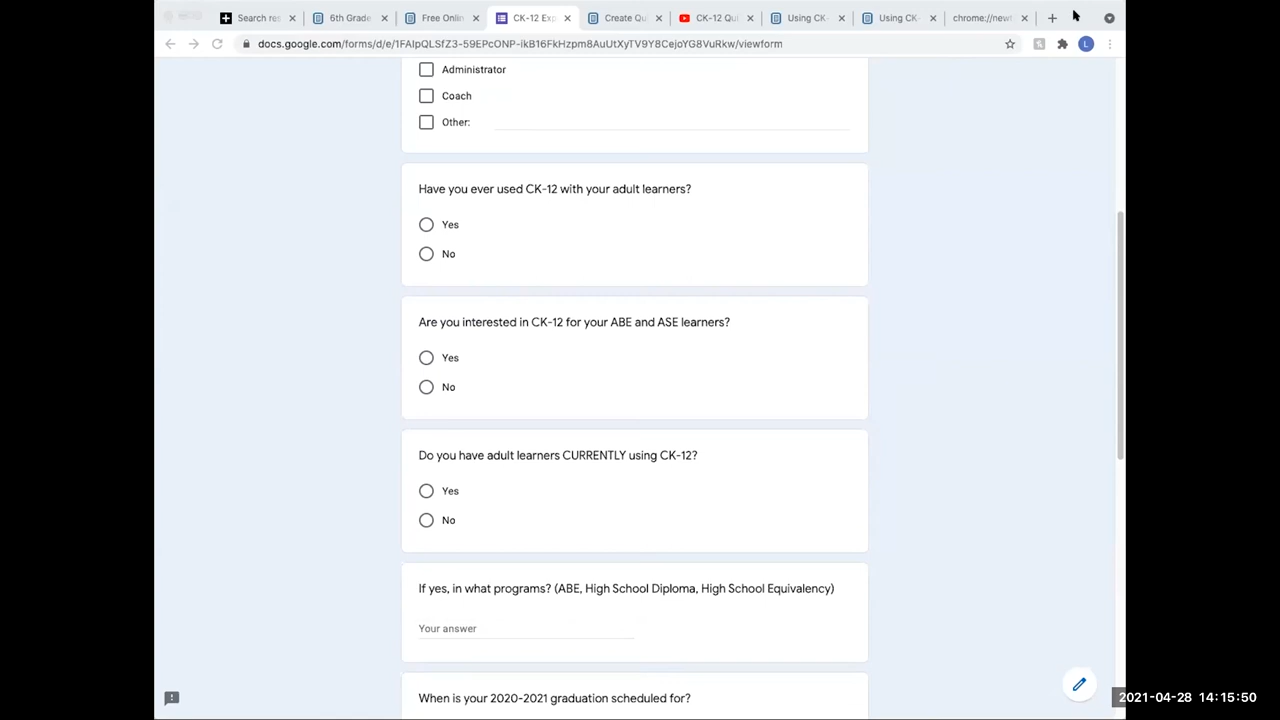 Search res
6th Grade
Free Onlin
CK-12 Exp
Create Qu
CK-12 Qui
Using CK-
Using CK-
chrome://newt
docs.google.com/forms/d/e/1FAIpQLSfZ3-59EPcONP-ikB16FkHzpm8AuUtXyTV9Y8CejoYG8VuRkw/viewform
L
Administrator
Coach
Other:
Have you ever used CK-12 with your adult learners?
Yes
No
Are you interested in CK-12 for your ABE and ASE learners?
Yes
No
Do you have adult learners CURRENTLY using CK-12?
Yes
No
If yes, in what programs? (ABE, High School Diploma, High School Equivalency)
Your answer
When is your 2020-2021 graduation scheduled for?
2021-04-28 14:15:50